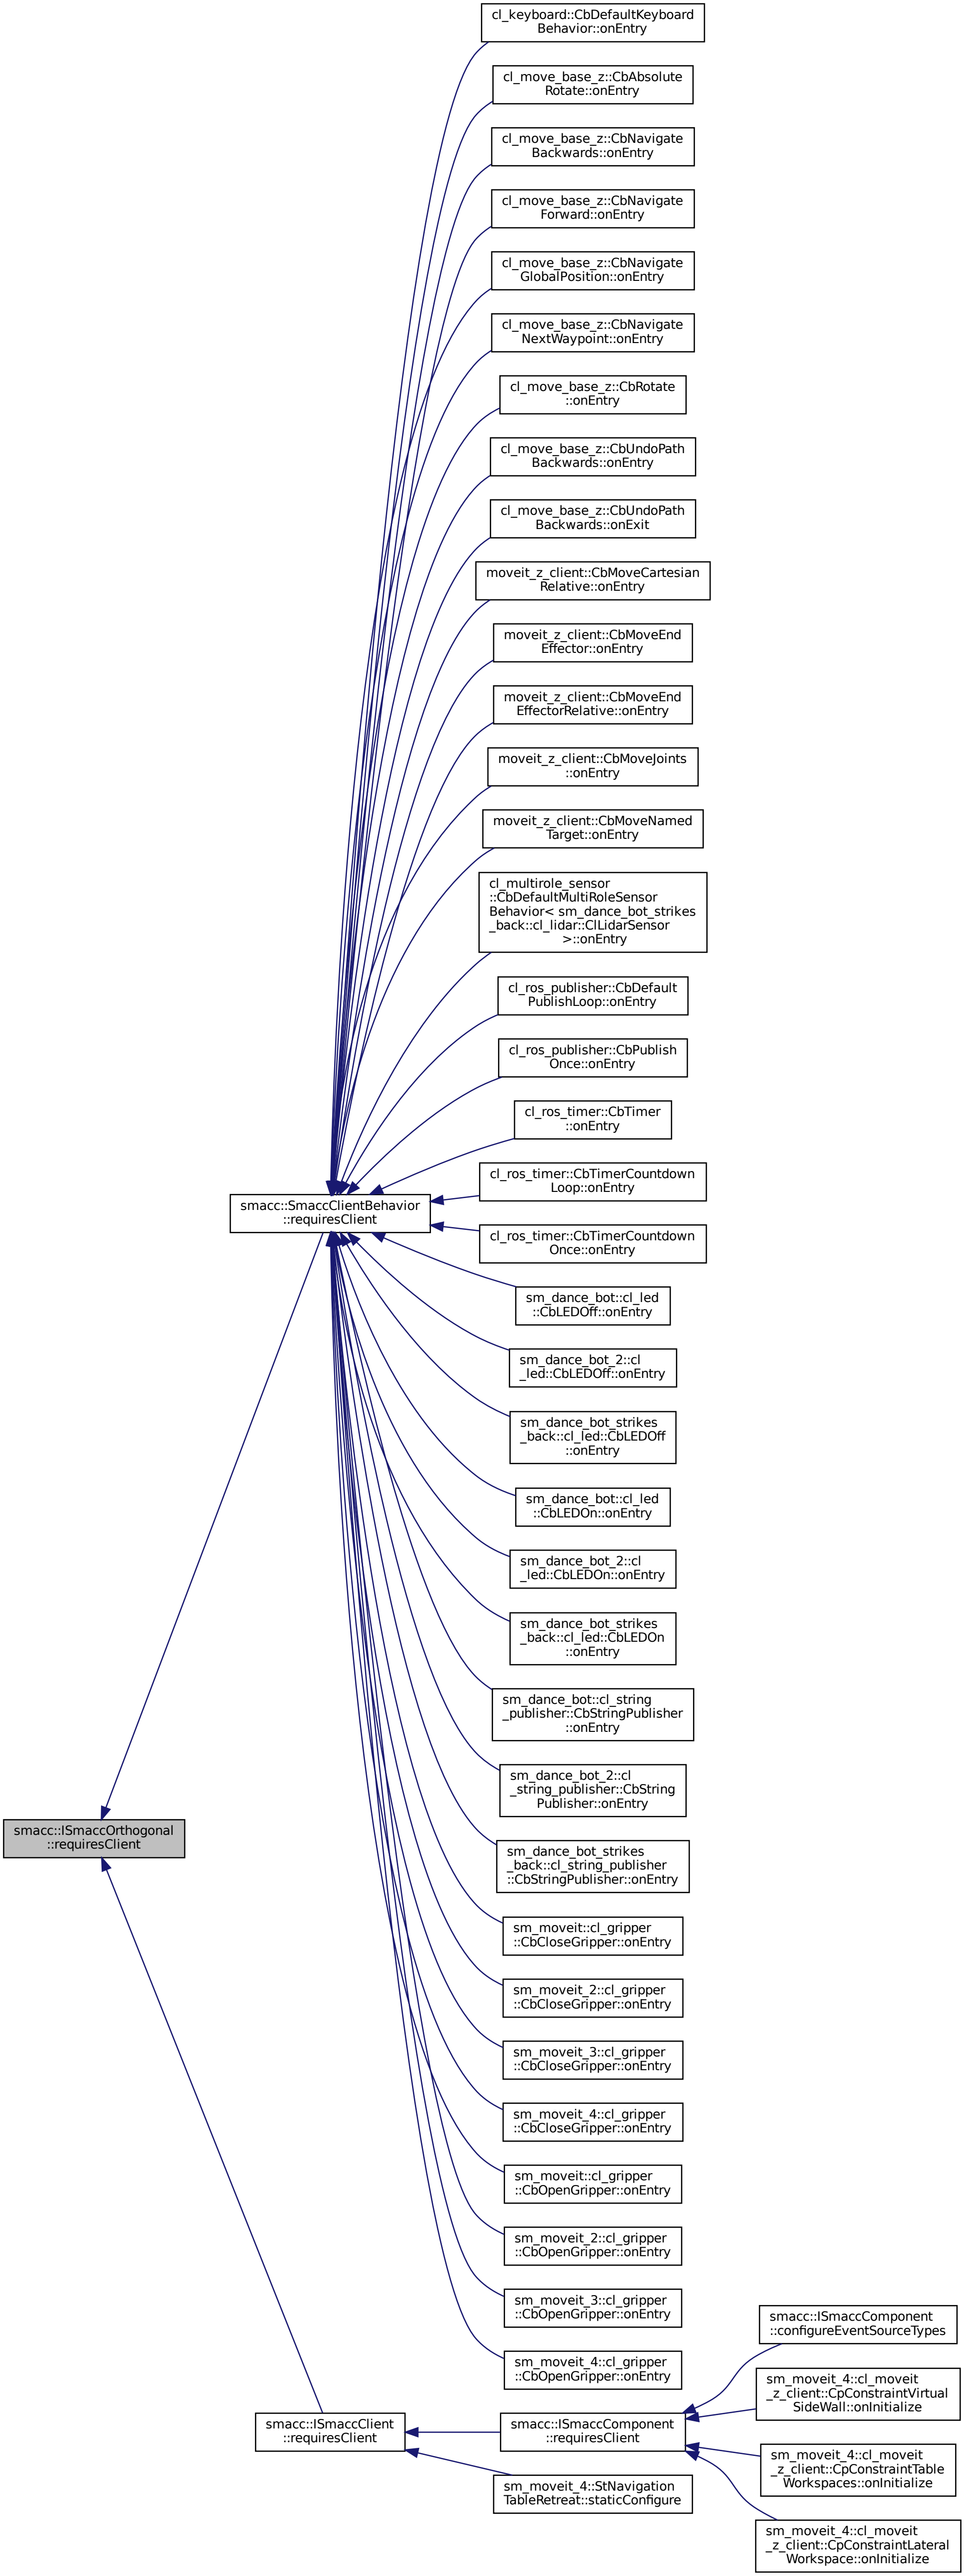 cl_keyboard::CbDefaultKeyboard
Behavior::onEntry
cl_move_base_z::CbAbsolute
Rotate::onEntry
cl_move_base_z::CbNavigate
Backwards::onEntry
cl_move_base_z::CbNavigate
Forward::onEntry
cl_move_base_z::CbNavigate
GlobalPosition::onEntry
cl_move_base_z::CbNavigate
NextWaypoint::onEntry
cl_move_base_z::CbRotate
::onEntry
cl_move_base_z::CbUndoPath
Backwards::onEntry
cl_move_base_z::CbUndoPath
Backwards::onExit
moveit_z_client::CbMoveCartesian
Relative::onEntry
moveit_z_client::CbMoveEnd
Effector::onEntry
moveit_z_client::CbMoveEnd
EffectorRelative::onEntry
moveit_z_client::CbMoveJoints
::onEntry
moveit_z_client::CbMoveNamed
Target::onEntry
cl_multirole_sensor
::CbDefaultMultiRoleSensor
Behavior< sm_dance_bot_strikes
_back::cl_lidar::ClLidarSensor
>::onEntry
cl_ros_publisher::CbDefault
PublishLoop::onEntry
cl_ros_publisher::CbPublish
Once::onEntry
cl_ros_timer::CbTimer
::onEntry
cl_ros_timer::CbTimerCountdown
Loop::onEntry
smacc::SmaccClientBehavior
::requiresClient
cl_ros_timer::CbTimerCountdown
Once::onEntry
sm_dance_bot::cl_led
::CbLEDOff::onEntry
sm_dance_bot_2::cl
_led::CbLEDOff::onEntry
sm_dance_bot_strikes
_back::cl_led::CbLEDOff
::onEntry
sm_dance_bot::cl_led
::CbLEDOn::onEntry
sm_dance_bot_2::cl
_led::CbLEDOn::onEntry
sm_dance_bot_strikes
_back::cl_led::CbLEDOn
::onEntry
sm_dance_bot::cl_string
_publisher::CbStringPublisher
::onEntry
sm_dance_bot_2::cl
_string_publisher::CbString
Publisher::onEntry
smacc::ISmaccOrthogonal
::requiresClient
sm_dance_bot_strikes
_back::cl_string_publisher
::CbStringPublisher::onEntry
sm_moveit::cl_gripper
::CbCloseGripper::onEntry
sm_moveit_2::cl_gripper
::CbCloseGripper::onEntry
sm_moveit_3::cl_gripper
::CbCloseGripper::onEntry
sm_moveit_4::cl_gripper
::CbCloseGripper::onEntry
sm_moveit::cl_gripper
::CbOpenGripper::onEntry
sm_moveit_2::cl_gripper
::CbOpenGripper::onEntry
sm_moveit_3::cl_gripper
::CbOpenGripper::onEntry
sm_moveit_4::cl_gripper
::CbOpenGripper::onEntry
smacc::ISmaccComponent
::configureEventSourceTypes
sm_moveit_4::cl_moveit
_z_client::CpConstraintVirtual
SideWall::onInitialize
smacc::ISmaccClient
::requiresClient
smacc::ISmaccComponent
::requiresClient
sm_moveit_4::cl_moveit
_z_client::CpConstraintTable
Workspaces::onInitialize
sm_moveit_4::StNavigation
TableRetreat::staticConfigure
sm_moveit_4::cl_moveit
_z_client::CpConstraintLateral
Workspace::onInitialize